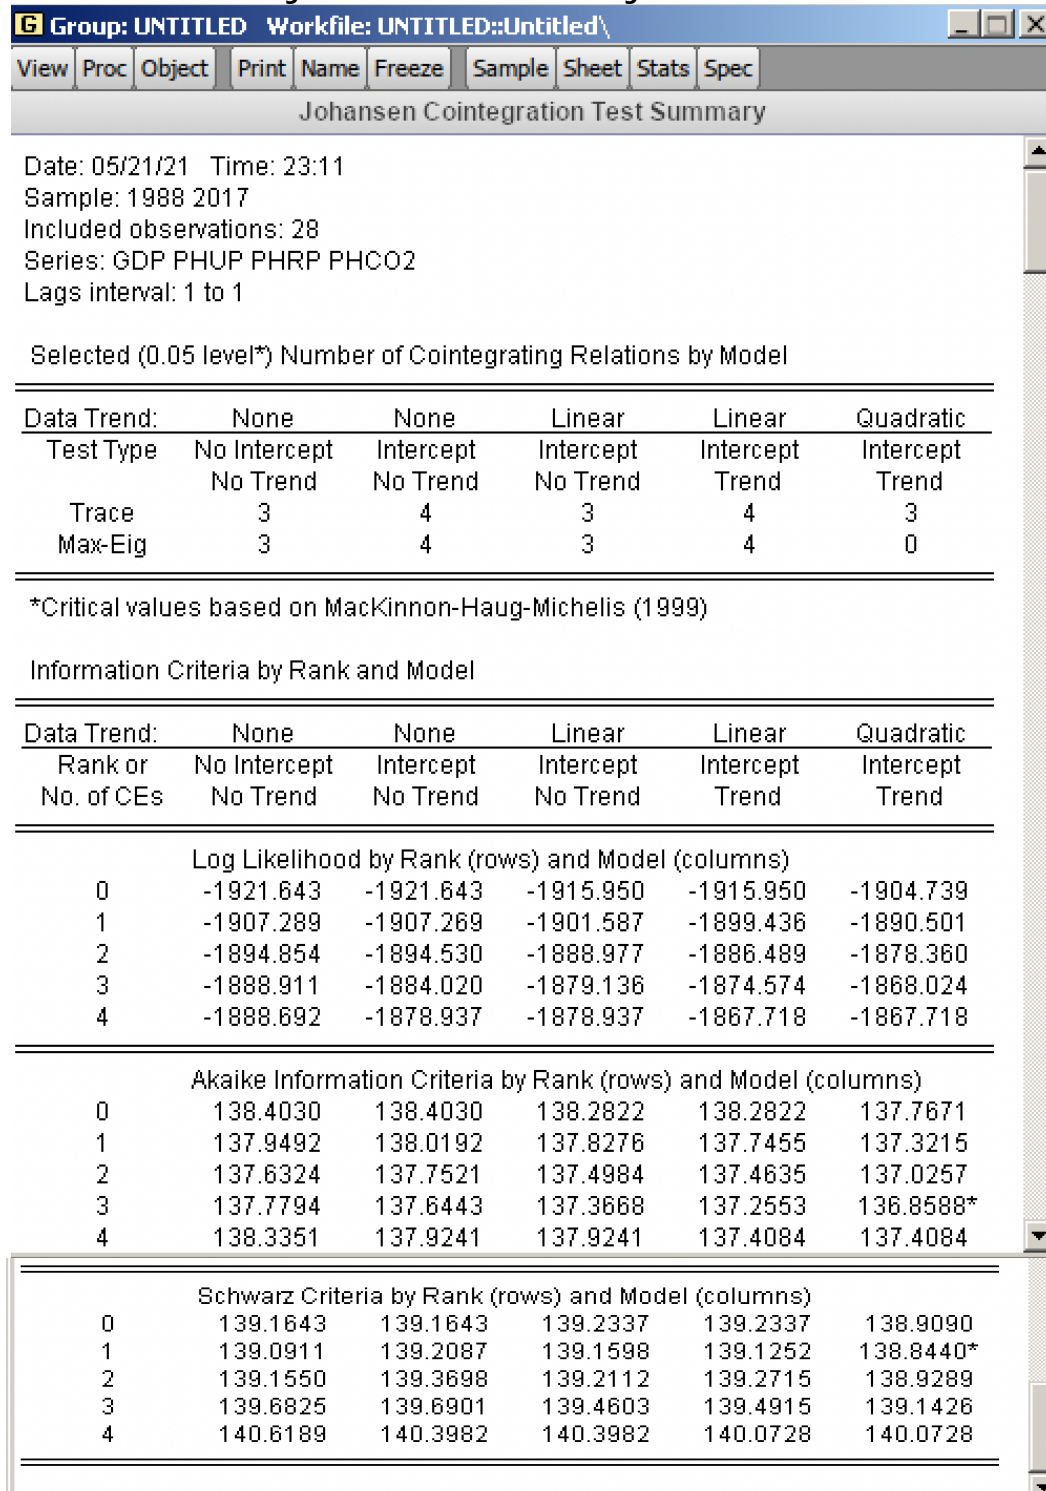 Group: UNTITLED Workfile: UNTITLED::Untitled\
View Proc Object Print Name Freeze Sample Sheet Stats Spec
Johansen Cointegration Test Summary
Date: 05/21/21 Time: 23:11
Sample: 1988 2017
Included observations: 28
Series: GDP PHUP PHRP PHCO2
Lags interval: 1 to 1
Selected (0.05 level*) Number of Cointegrating Relations by Model
Data Trend: None None Linear Linear Quadratic
Test Type No Intercept Intercept Intercept Intercept Intercept
No Trend No Trend No Trend Trend Trend
Trace 3 4 3 4 3
Max-Eig 3 4 3 4 0
*Critical values based on MacKinnon-Haug-Michelis (1999)
Information Criteria by Rank and Model
Data Trend: None None Linear Linear Quadratic
Rank or No Intercept Intercept Intercept Intercept Intercept
No. of CEs No Trend No Trend No Trend Trend Trend
Log Likelihood by Rank (rows) and Model (columns)
0 -1921.643 -1921.643 -1915.950 -1915.950 -1904.739
1 -1907.289 -1907.269 -1901.587 -1899.436 -1890.501
2 -1894.854 -1894.530 -1888.977 -1886.489 -1878.360
3 -1888.911 -1884.020 -1879.136 -1874.574 -1868.024
4 -1888.692 -1878.937 -1878.937 -1867.718 -1867.718
Akaike Information Criteria by Rank (rows) and Model (columns)
0 138.4030 138.4030 138.2822 138.2822 137.7671
1 137.9492 138.0192 137.8276 137.7455 137.3215
2 137.6324 137.7521 137.4984 137.4635 137.0257
3 137.7794 137.6443 137.3668 137.2553 136.8588*
4 138.3351 137.9241 137.9241 137.4084 137.4084
Schwarz Criteria by Rank (rows) and Model (columns)
0 139.1643 139.1643 139.2337 139.2337 138.9090
1 139.0911 139.2087 139.1598 139.1252 138.8440*
2 139.1550 139.3698 139.2112 139.2715 138.9289
3 139.6825 139.6901 139.4603 139.4915 139.1426
4 140.6189 140.3982 140.3982 140.0728 140.0728